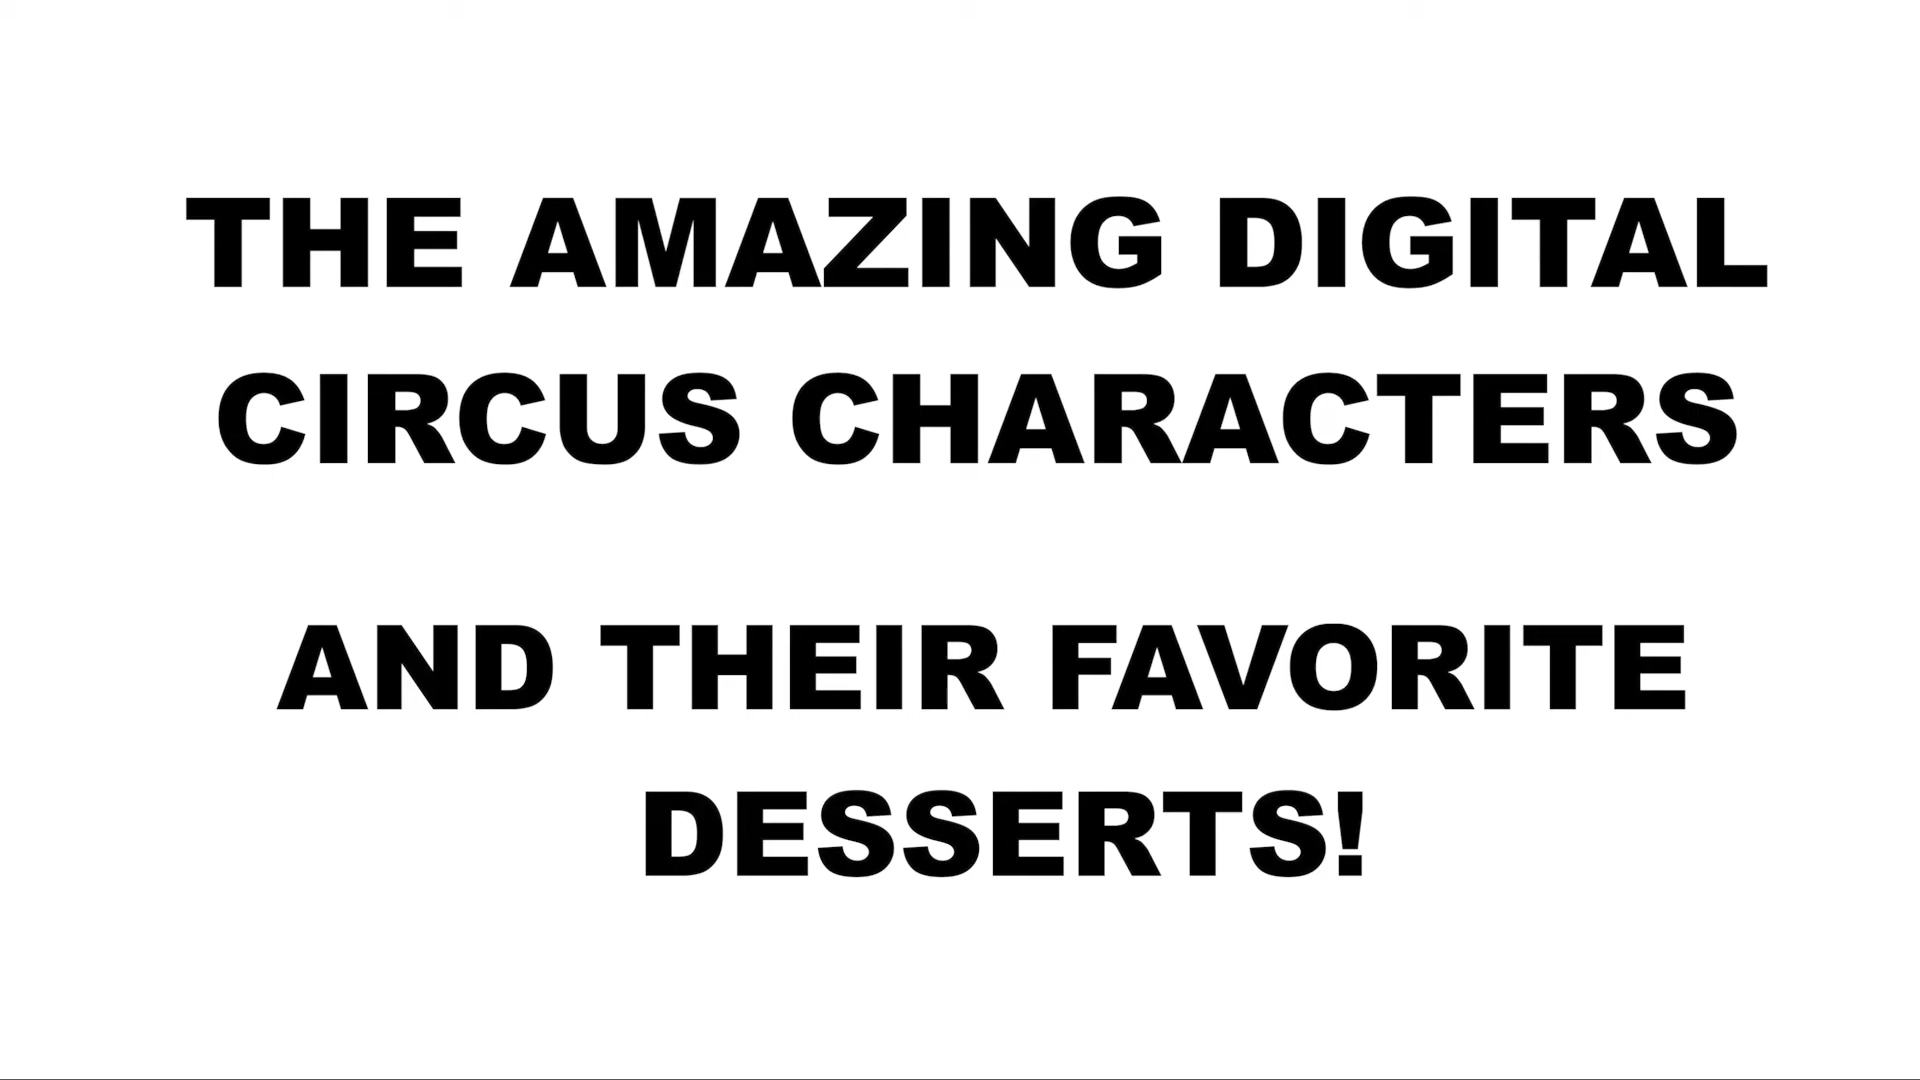 THE AMAZING DIGITAL
CIRCUS CHARACTERS
AND THEIR FAVORITE
DESSERTS!